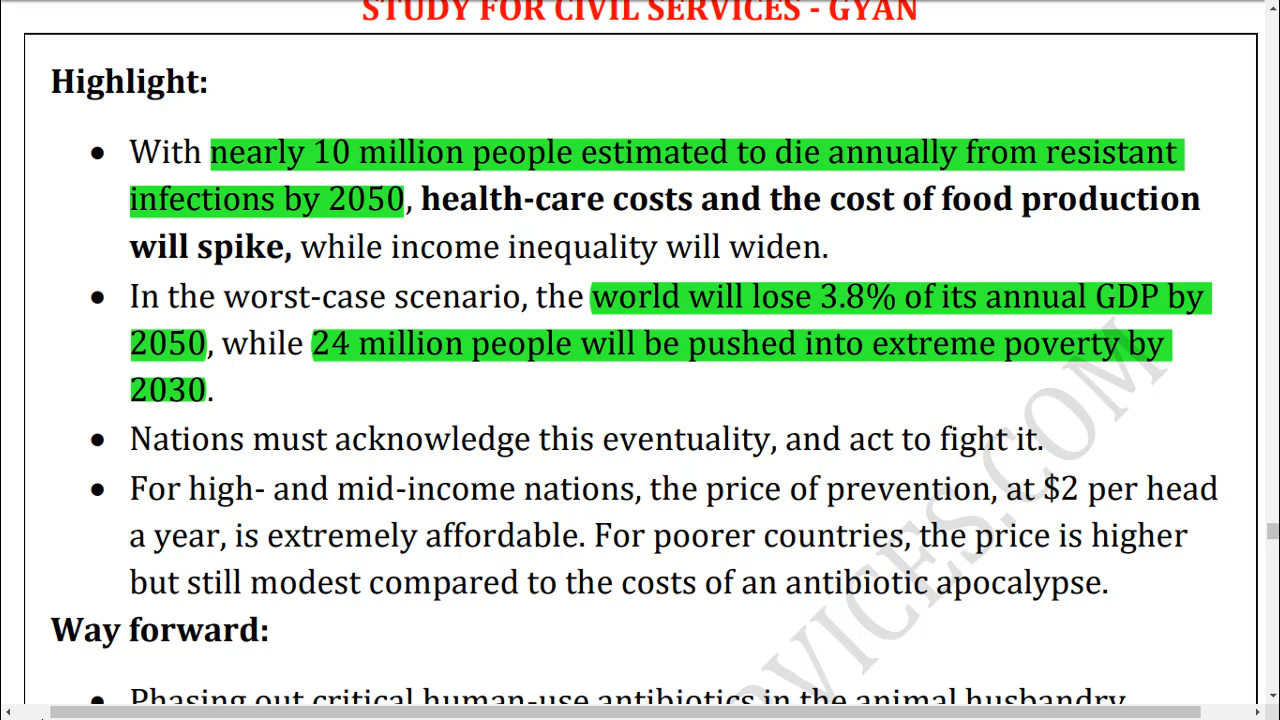 STUDY FOR CIVIL SERVICES - GYAN
Highlight:
• With nearly 10 million people estimated to die annually from resistant
infections by 2050, health-care costs and the cost of food production
will spike, while income inequality will widen.
• In the worst-case scenario, the world will lose 3.8% of its annual GDP by
2050, while 24 million people will be pushed into extreme poverty by
2030.
• Nations must acknowledge this eventuality, and act to fight it.
• For high- and mid-income nations, the price of prevention, at $2 per head
a year, is extremely affordable. For poorer countries, the price is higher
but still modest compared to the costs of an antibiotic apocalypse.
Way forward:
• Phasing out critical human-use antibiotics in the animal husbandry
RVICES.COM